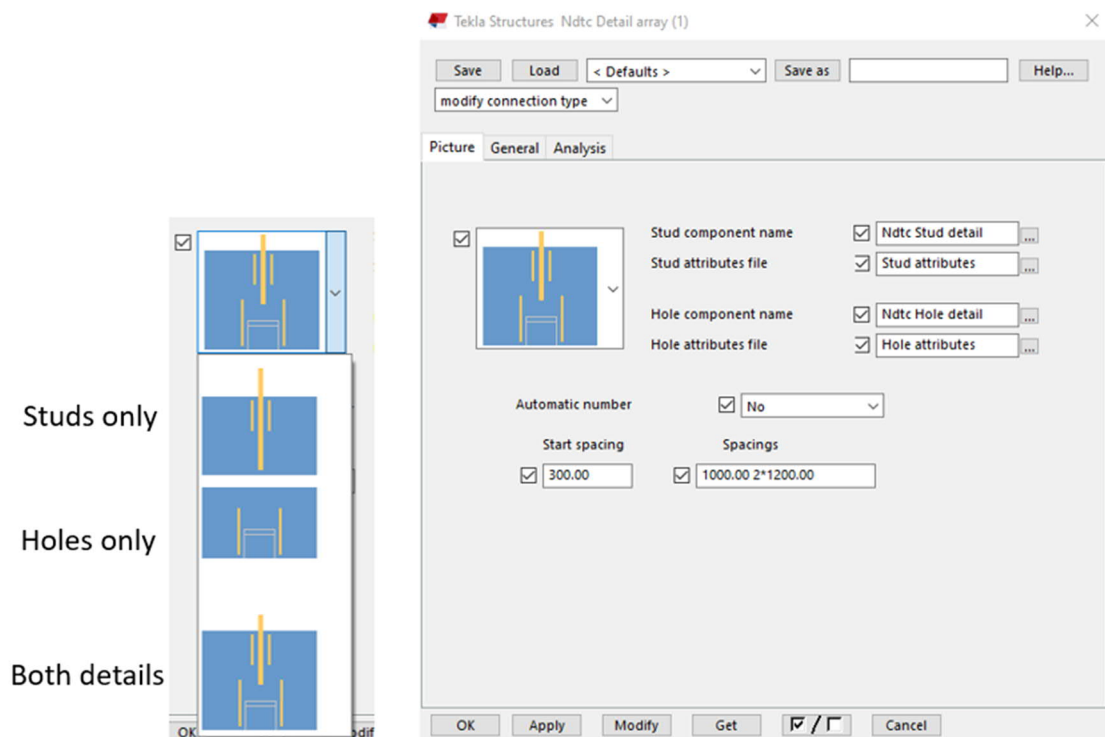 Tekla Structures Ndtc Detail array (1)
Save Load < Defaults > Save as Help...
modify connection type
Picture General Analysis
Stud component name Ndtc Stud detail ...
Stud attributes file Stud attributes ...
Hole component name Ndtc Hole detail ...
Hole attributes file Hole attributes ...
Automatic number No
Start spacing Spacings
300.00 1000.00 2*1200.00
OK Apply Modify Get / Cancel
Studs only
Holes only
Both details
OK odif